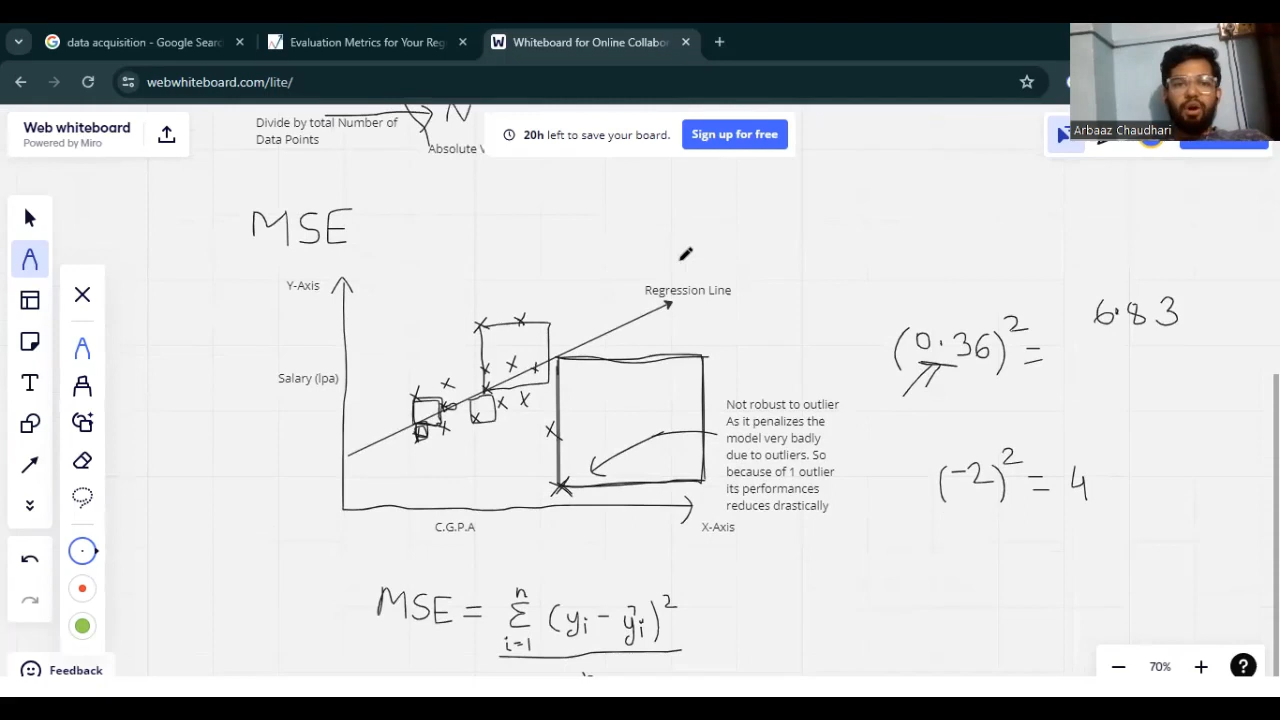 data acquisition - Google Searc
Evaluation Metrics for Your Reg
Whiteboard for Online Collabor
webwhiteboard.com/lite/
Arbaaz Chaudhari
Web whiteboard
Powered by Miro
20h left to save your board.
Sign up for free
Divide by total Number of
Data Points
N
Absolute V
MSE
Y-Axis
Regression Line
Salary (lpa)
Not robust to outlier
As it penalizes the
model very badly
due to outliers. So
because of 1 outlier
its performances
reduces drastically
C.G.P.A
X-Axis
(0.36)² =
6.83
(-2)² = 4
MSE = n Σ i=1 (yi - ŷi)²
70%
?
Feedback